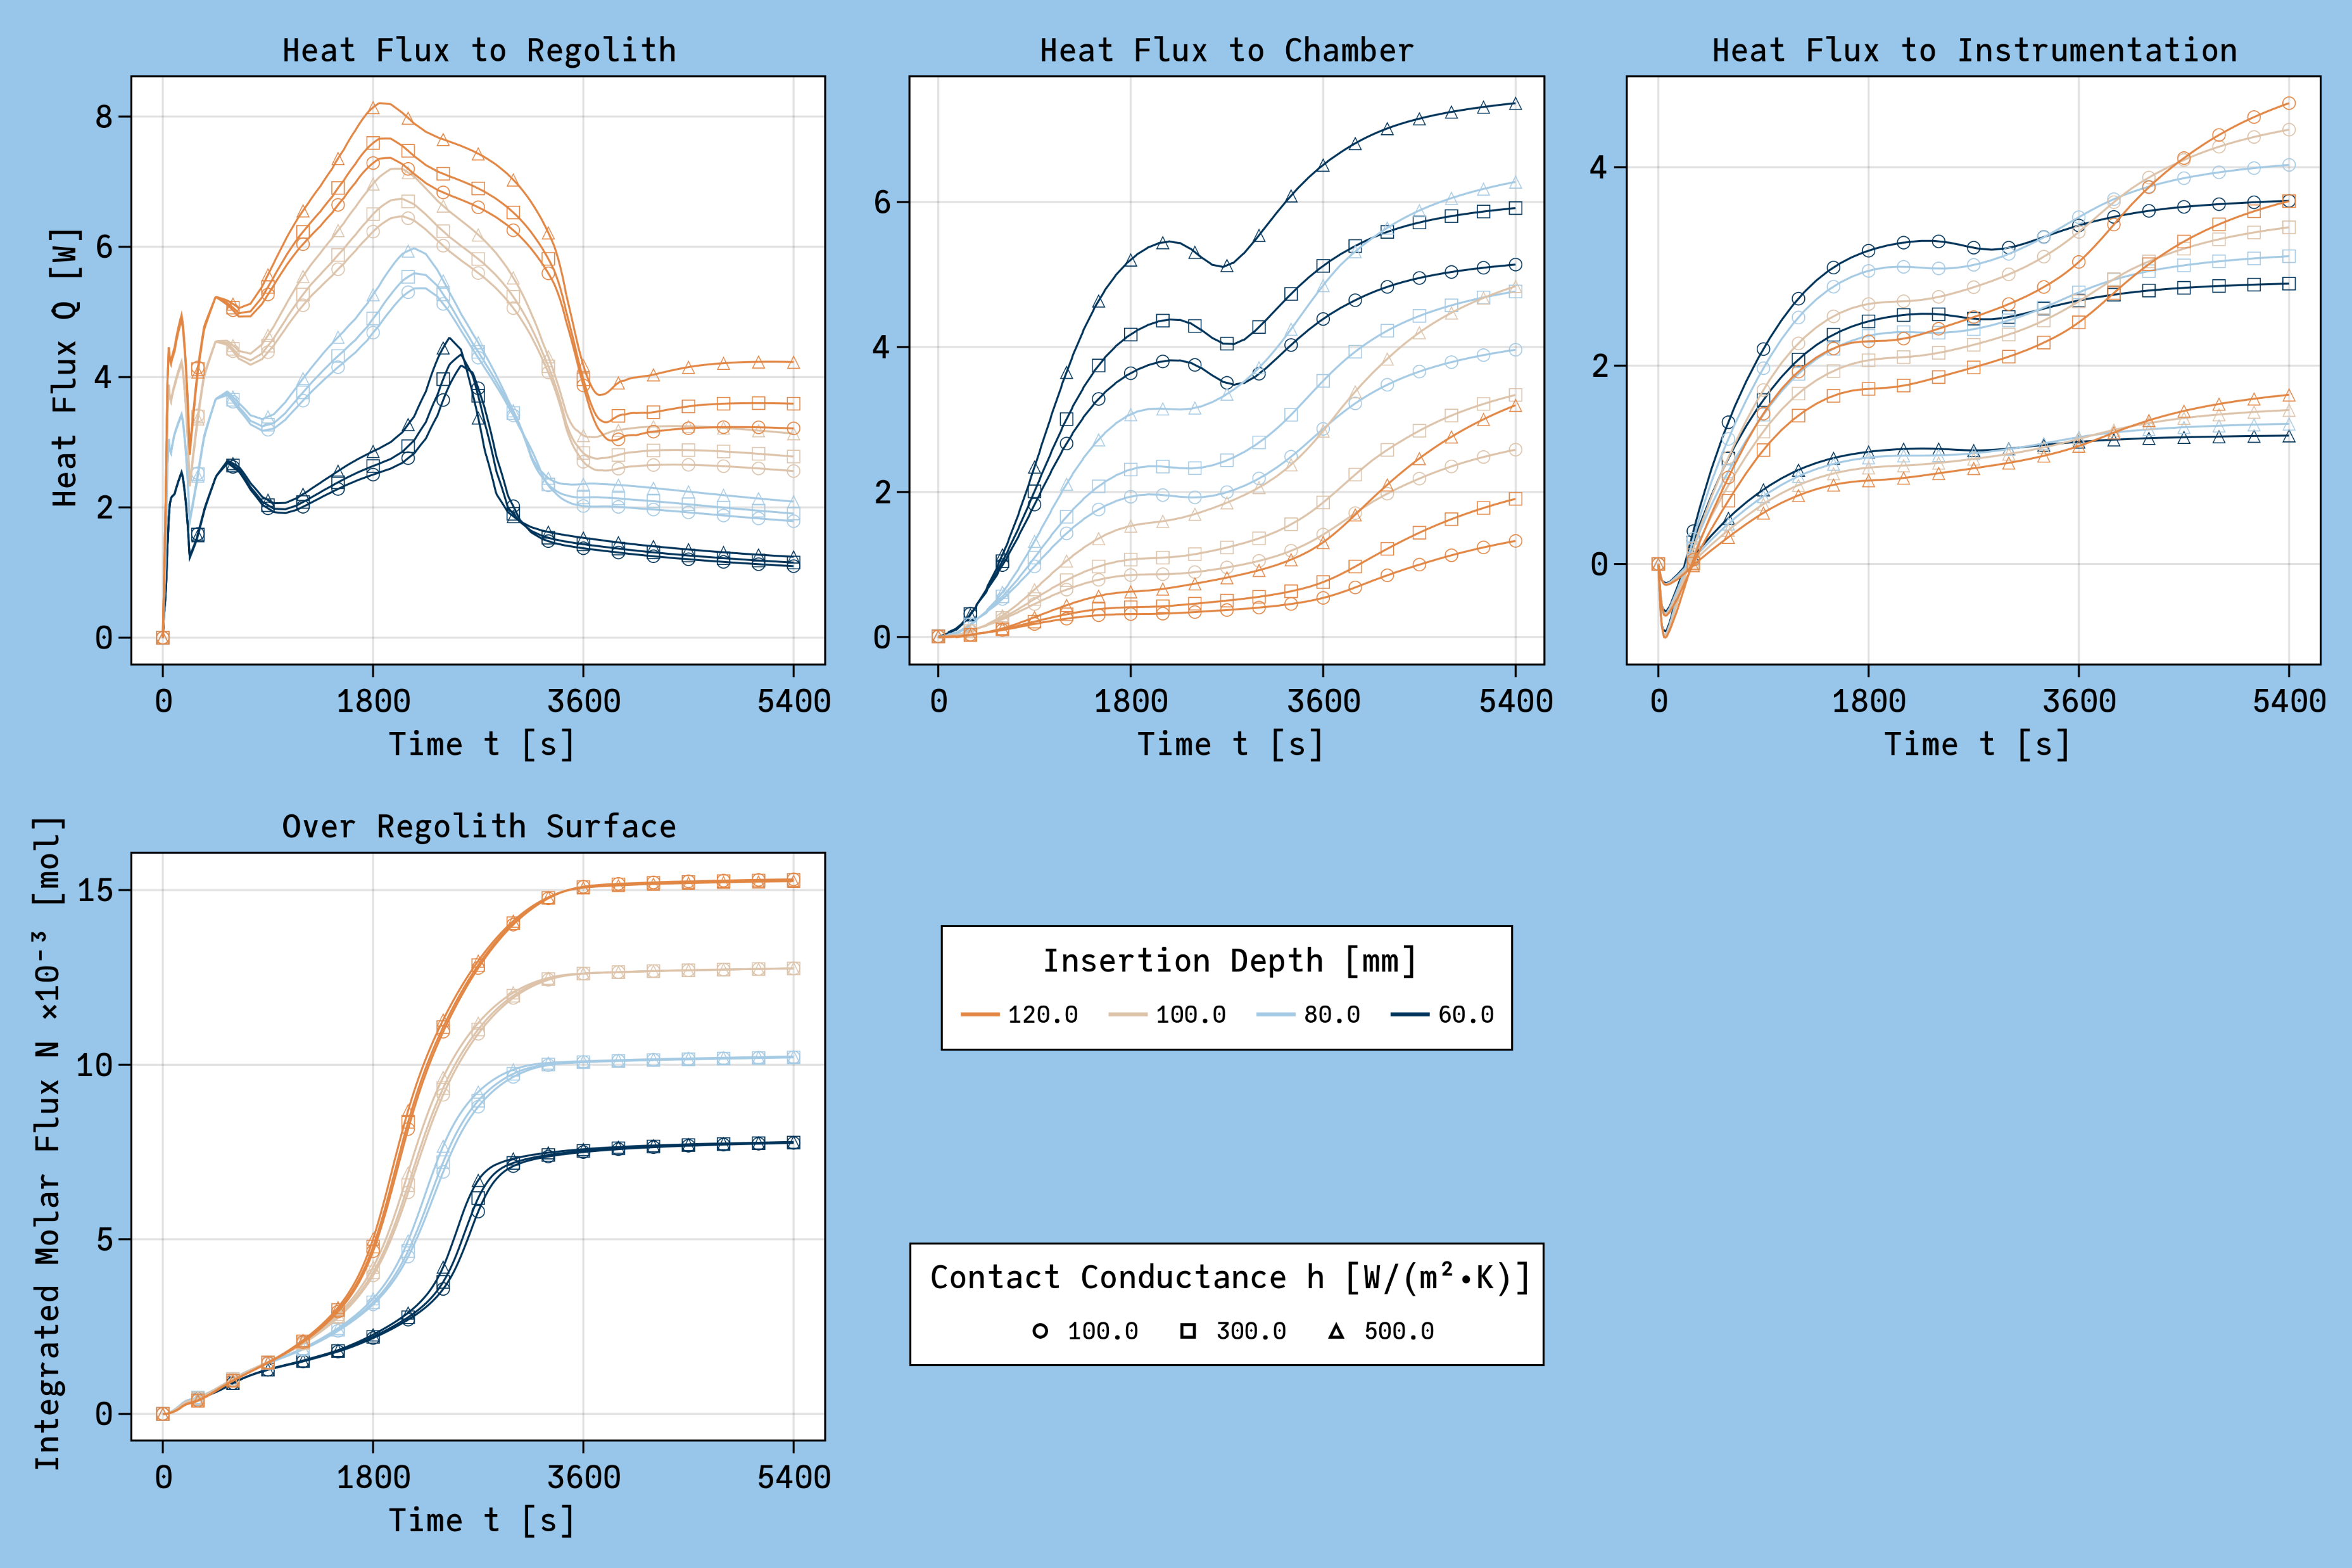 Heat Flux to Regolith
Heat Flux Q [W]
8
6
4
2
0
0 1800 3600 5400
Time t [s]
Heat Flux to Chamber
6
4
2
0
0 1800 3600 5400
Time t [s]
Heat Flux to Instrumentation
4
2
0
0 1800 3600 5400
Time t [s]
Over Regolith Surface
Integrated Molar Flux N ×10⁻³ [mol]
15
10
5
0
0 1800 3600 5400
Time t [s]
Insertion Depth [mm]
120.0 100.0 80.0 60.0
Contact Conductance h [W/(m²·K)]
100.0 300.0 500.0